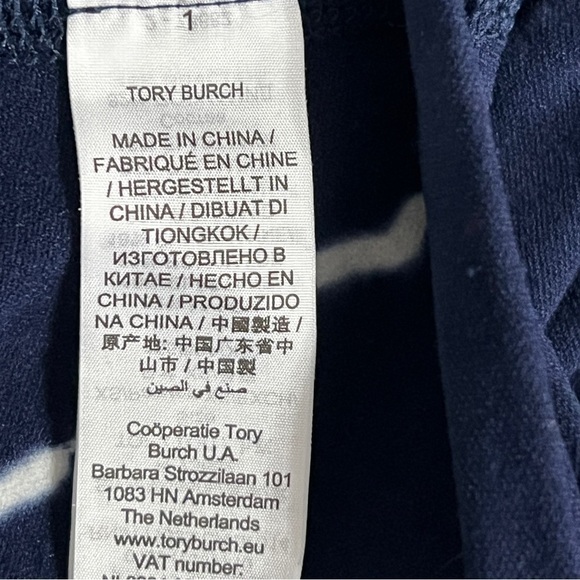 1
TORY BURCH
MADE IN CHINA /
FABRIQUÉ EN CHINE
/ HERGESTELLT IN
CHINA / DIBUAT DI
TIONGKOK /
ИЗГОТОВЛЕНО В
КИТАЕ / HECHO EN
CHINA / PRODUZIDO
NA CHINA / 中國製造 /
原产地: 中国广东省中
山市 / 中國製
صنع في الصين
Coöperatie Tory
Burch U.A.
Barbara Strozzilaan 101
1083 HN Amsterdam
The Netherlands
www.toryburch.eu
VAT number: